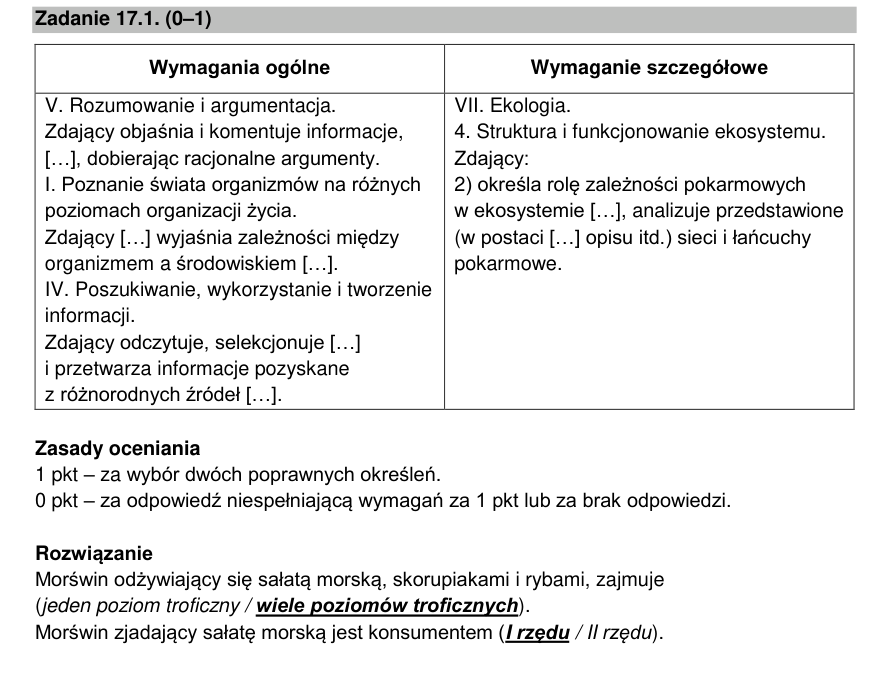 Zadanie 17.1. (0–1)
Wymagania ogólne
Wymaganie szczegółowe
V. Rozumowanie i argumentacja.
Zdający objaśnia i komentuje informacje,
[…], dobierając racjonalne argumenty.
I. Poznanie świata organizmów na różnych
poziomach organizacji życia.
Zdający […] wyjaśnia zależności między
organizmem a środowiskiem […].
IV. Poszukiwanie, wykorzystanie i tworzenie
informacji.
Zdający odczytuje, selekcjonuje […]
i przetwarza informacje pozyskane
z różnorodnych źródeł […].
VII. Ekologia.
4. Struktura i funkcjonowanie ekosystemu.
Zdający:
2) określa rolę zależności pokarmowych
w ekosystemie […], analizuje przedstawione
(w postaci […] opisu itd.) sieci i łańcuchy
pokarmowe.
Zasady oceniania
1 pkt – za wybór dwóch poprawnych określeń.
0 pkt – za odpowiedź niespełniającą wymagań za 1 pkt lub za brak odpowiedzi.
Rozwiązanie
Morświn odżywiający się sałatą morską, skorupiakami i rybami, zajmuje
(jeden poziom troficzny / wiele poziomów troficznych).
Morświn zjadający sałatę morską jest konsumentem (I rzędu / II rzędu).